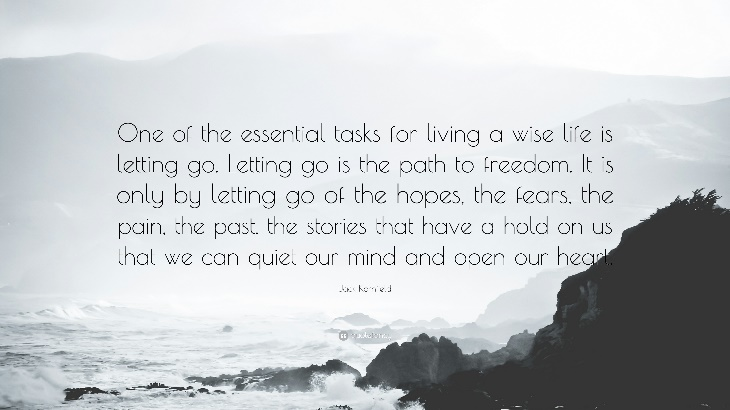 One of the essential tasks for living a wise life is
letting go. Letting go is the path to freedom. It is
only by letting go of the hopes, the fears, the
pain, the past, the stories that have a hold on us
that we can quiet our mind and open our heart.
Jack Kornfield